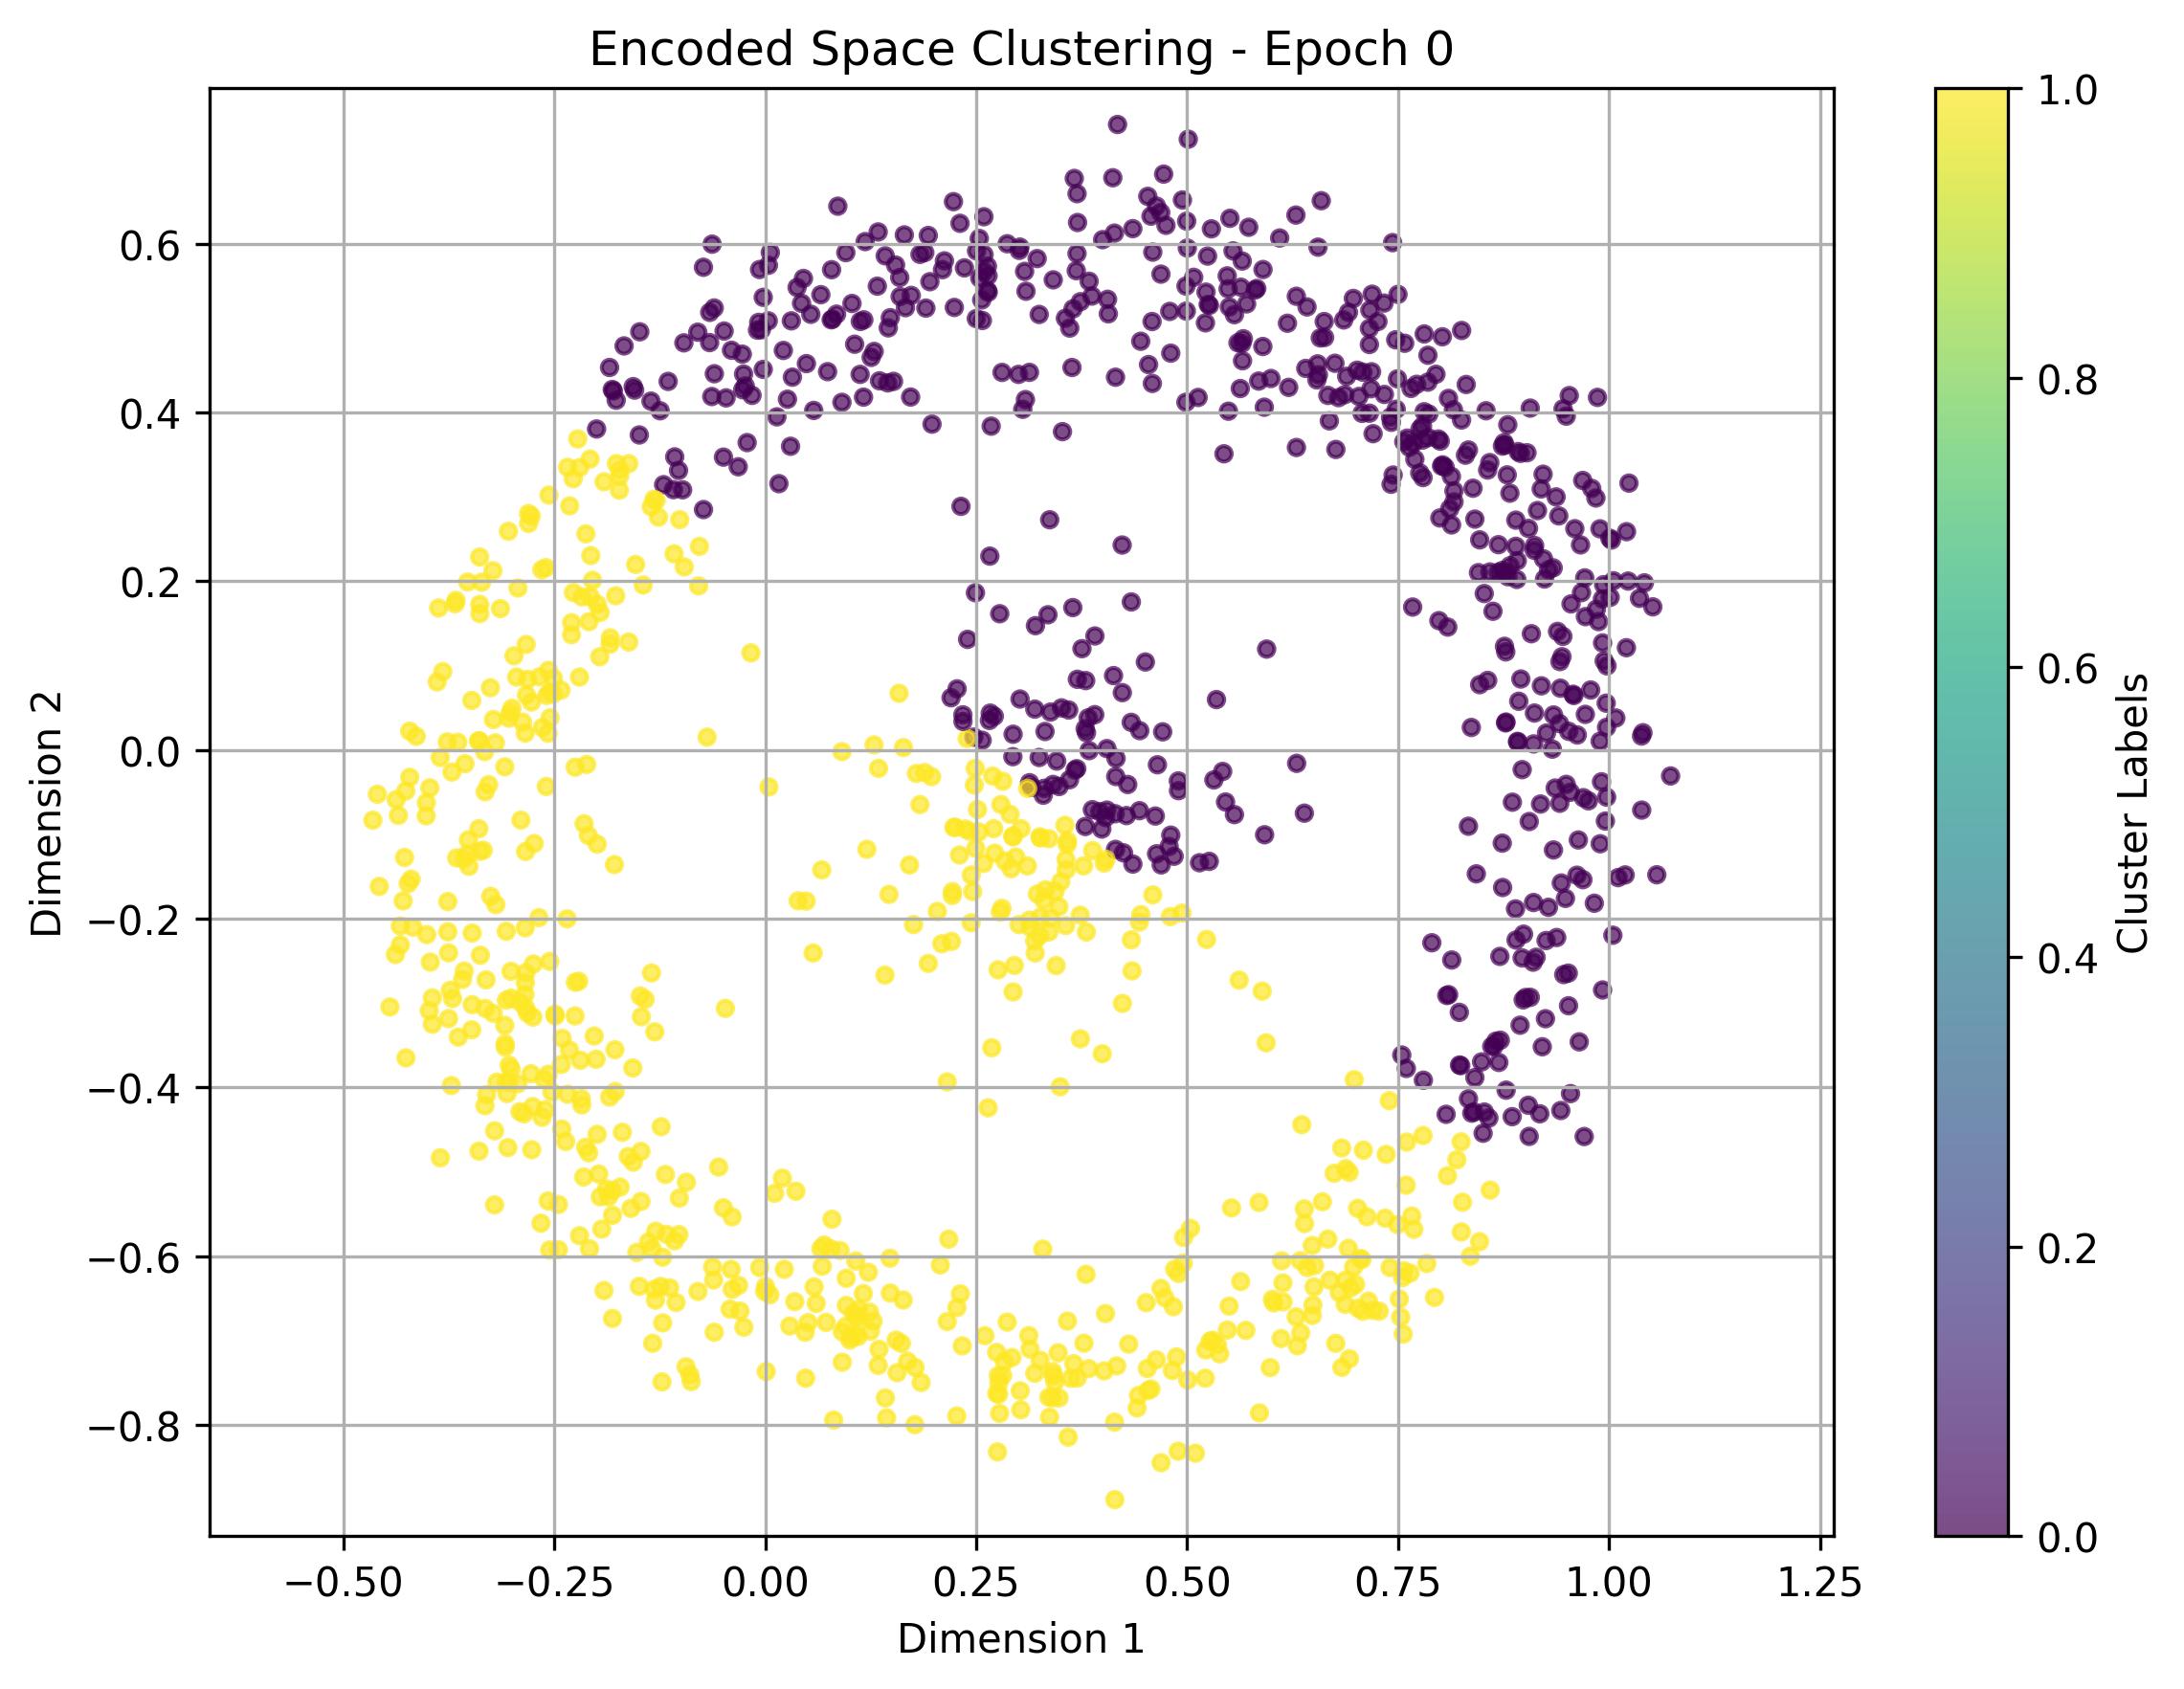 Encoded Space Clustering - Epoch 0
Dimension 2
0.6
0.4
0.2
0.0
−0.2
−0.4
−0.6
−0.8
−0.50 −0.25 0.00 0.25 0.50 0.75 1.00 1.25
Dimension 1
1.0
0.8
0.6
0.4
0.2
0.0
Cluster Labels